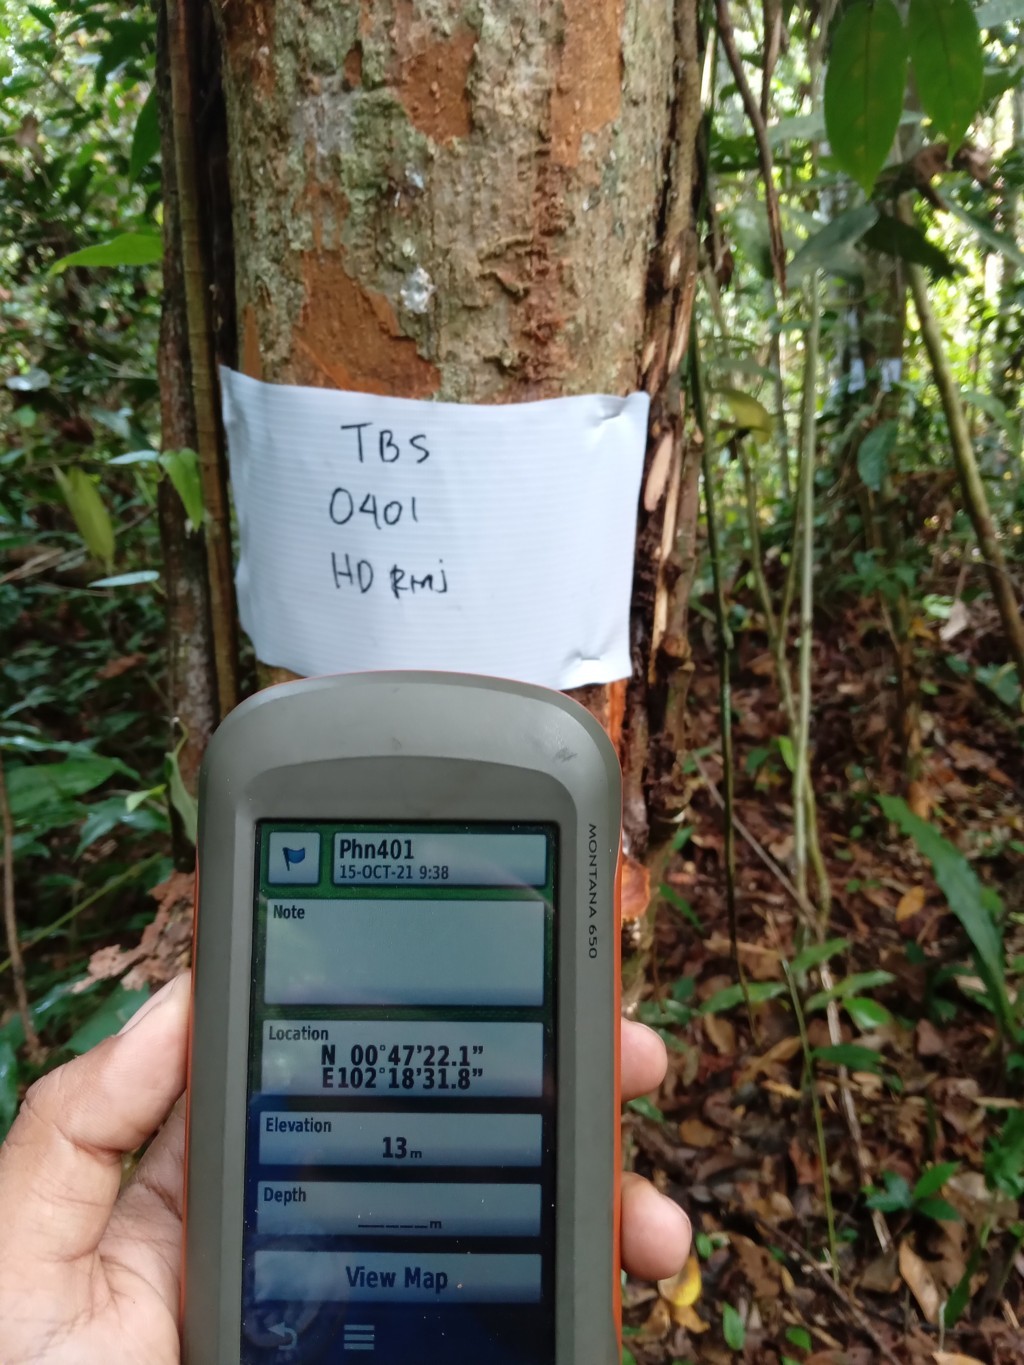 TBS
0401
HD RMJ
MONTANA 650
Phn401
15-OCT-21 9:38
Note
Location
N 00°47'22.1"
E102°18'31.8"
Elevation
13m
Depth
_____m
View Map